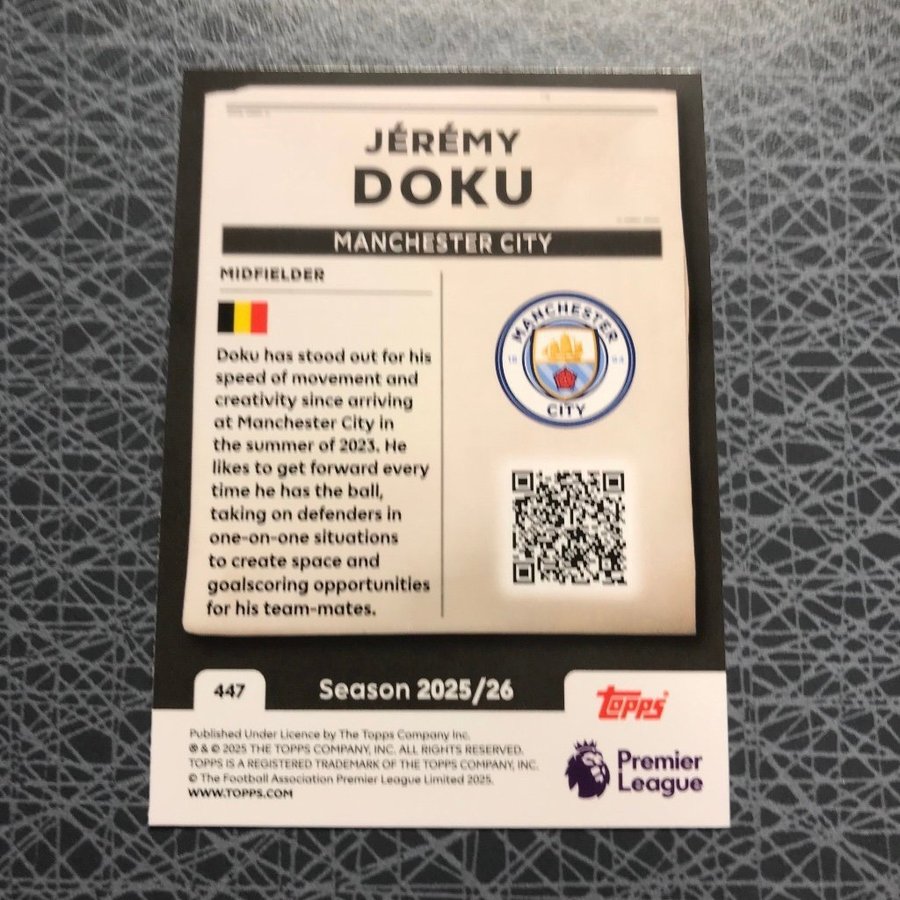 JÉRÉMY
DOKU
MANCHESTER CITY
MIDFIELDER
Doku has stood out for his
speed of movement and
creativity since arriving
at Manchester City in
the summer of 2023. He
likes to get forward every
time he has the ball,
taking on defenders in
one-on-one situations
to create space and
goalscoring opportunities
for his team-mates.
MANCHESTER
18 94
CITY
447
Season 2025/26
Topps
Published Under Licence by The Topps Company Inc.
® & © 2025 THE TOPPS COMPANY, INC. ALL RIGHTS RESERVED.
TOPPS IS A REGISTERED TRADEMARK OF THE TOPPS COMPANY, INC.
© The Football Association Premier League Limited 2025.
WWW.TOPPS.COM
Premier
League